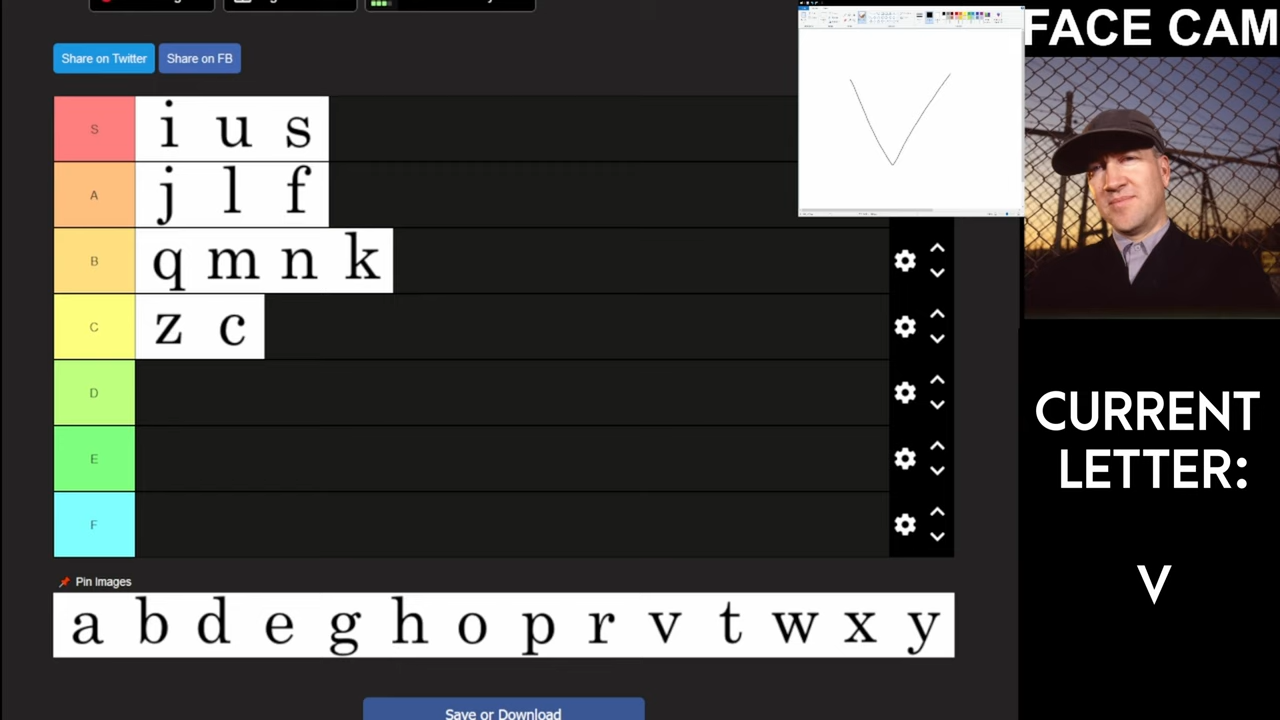 FACE CAM
Share on Twitter Share on FB
S i u s
A j l f
B q m n k
C z c
D
E
F
Pin Images
a b d e g h o p r v t w x y
Save or Download
CURRENT
LETTER:
V